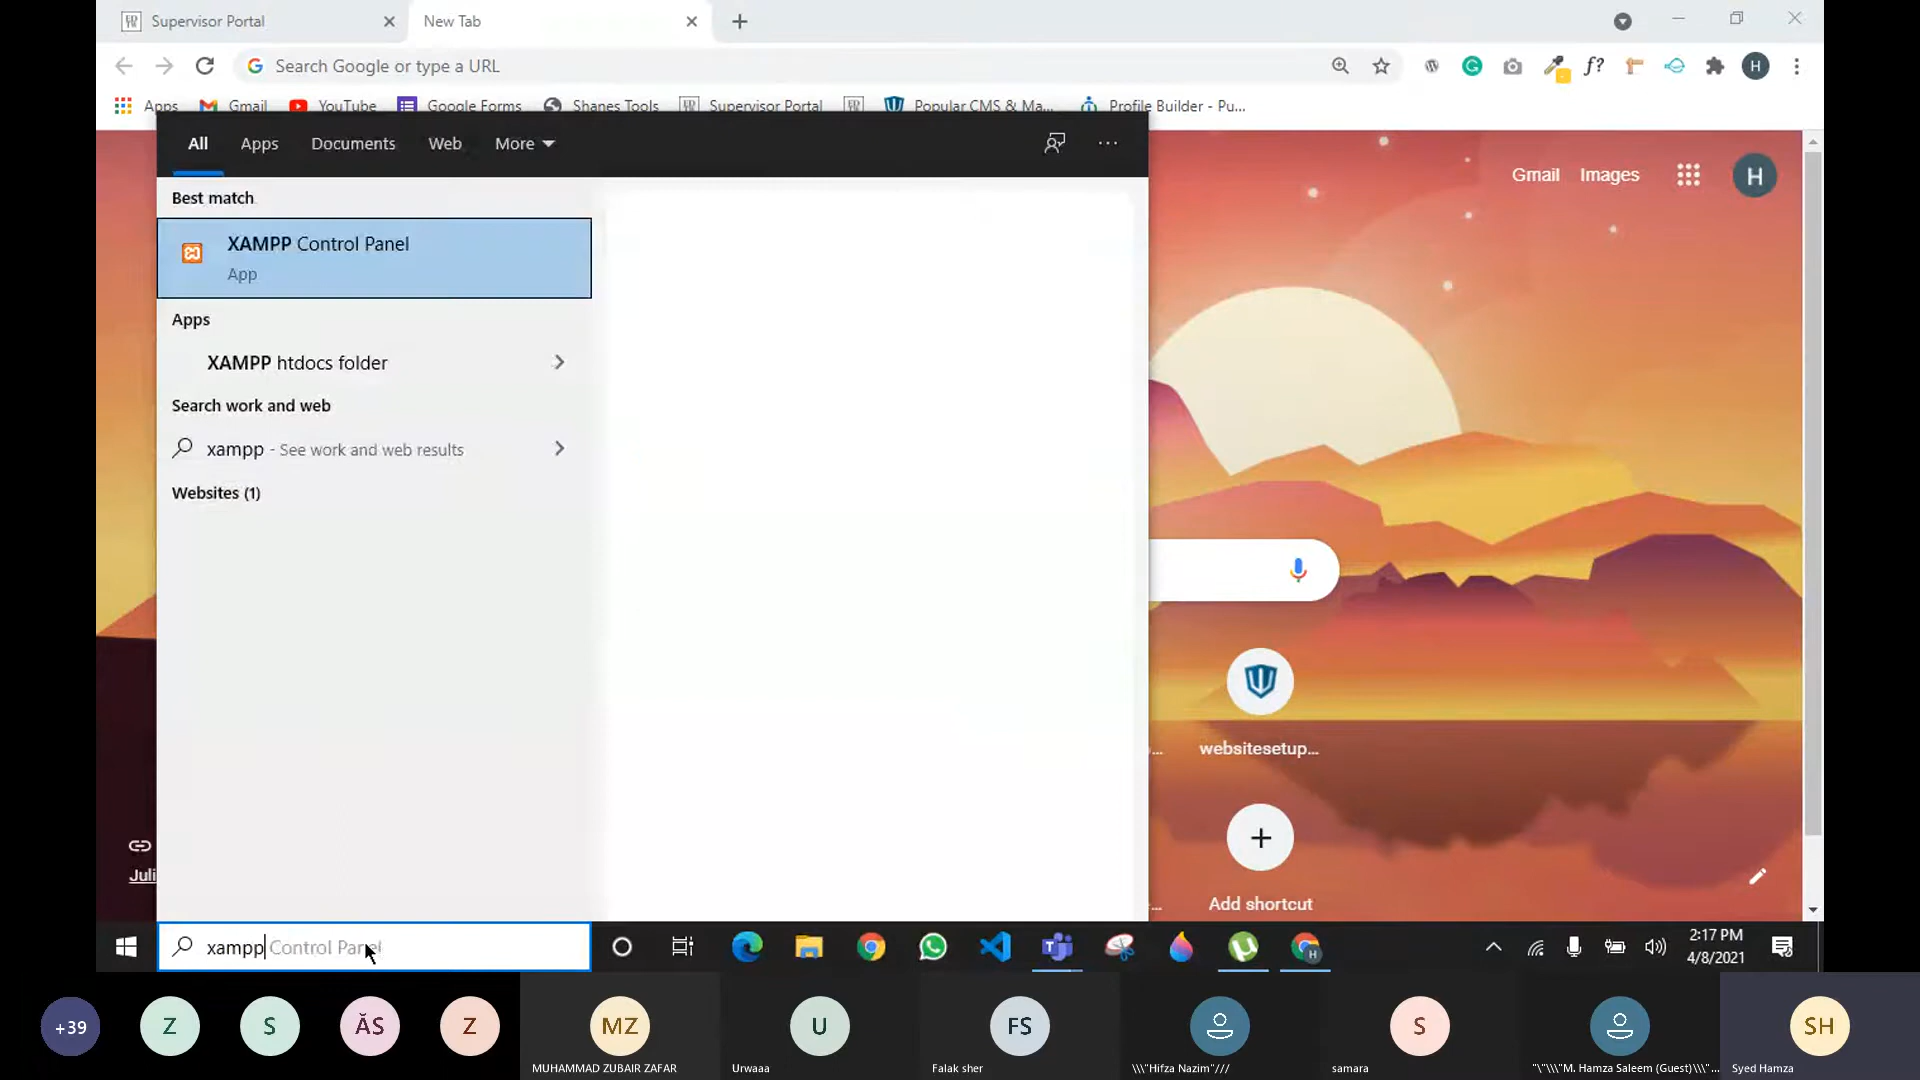 Supervisor Portal
New Tab
Search Google or type a URL
f?
H
Apps
Gmail
YouTube
Google Forms
Shanes Tools
Supervisor Portal
Popular CMS & Ma...
Profile Builder - Pu...
All
Apps
Documents
Web
More
Gmail
Images
H
Best match
XAMPP Control Panel
App
Apps
XAMPP htdocs folder
Search work and web
xampp - See work and web results
Websites (1)
websitesetup...
Juli
Add shortcut
xampp Control Panel
2:17 PM
4/8/2021
+39
Z
S
ĂS
Z
MZ
MUHAMMAD ZUBAIR ZAFAR
U
Urwaaa
FS
Falak sher
\\\"Hifza Nazim"///
S
samara
"\"\\\"M. Hamza Saleem (Guest)\\\"...
SH
Syed Hamza